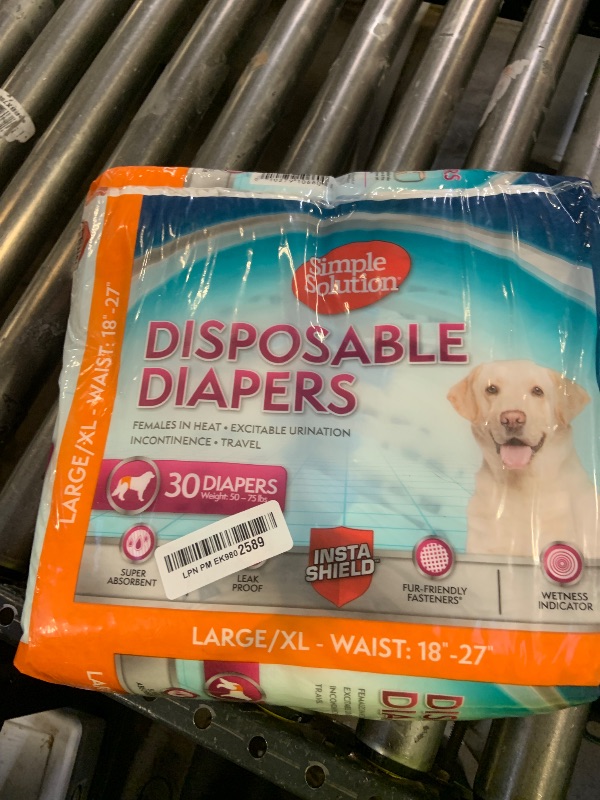 Simple
Solution
DISPOSABLE
DIAPERS
FEMALES IN HEAT • EXCITABLE URINATION
INCONTINENCE • TRAVEL
LARGE/XL - WAIST: 18"-27"
30 DIAPERS
Weight: 50 - 75 lbs
SUPER
ABSORBENT
LPN PM EK980 2589
LEAK
PROOF
INSTA
SHIELD
FUR-FRIENDLY
FASTENERS
WETNESS
INDICATOR
LARGE/XL - WAIST: 18"-27"